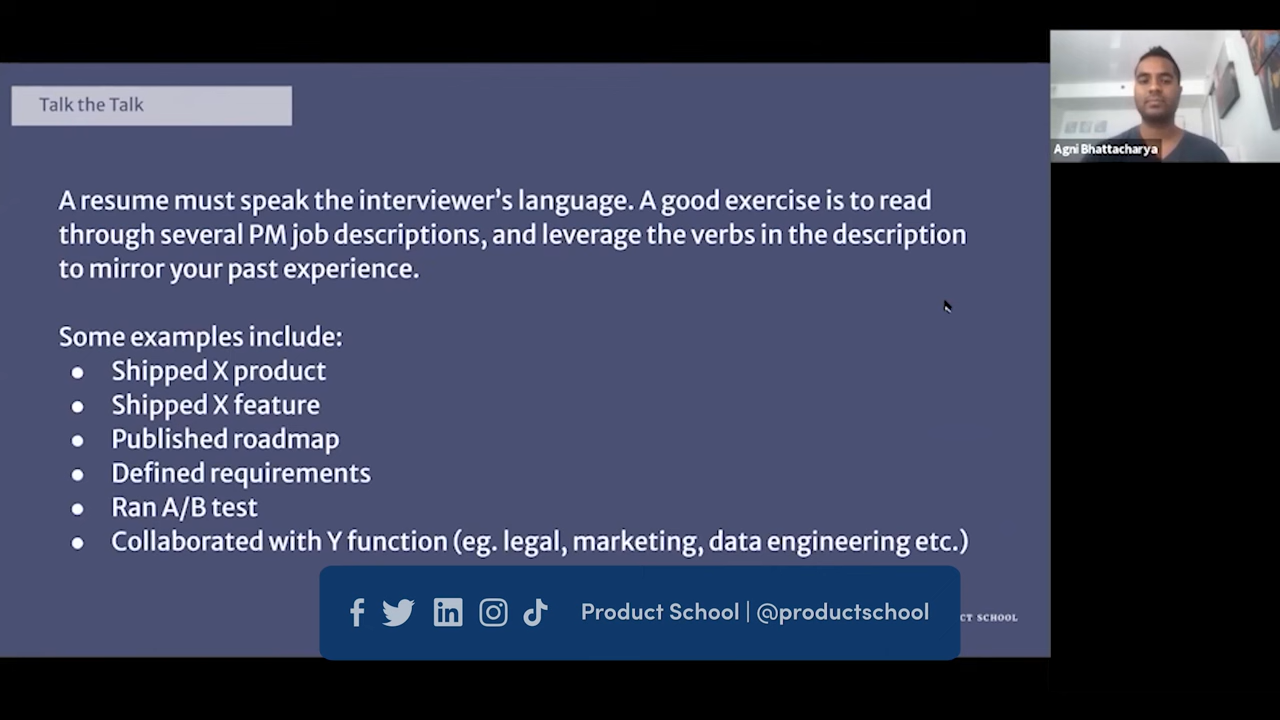 Talk the Talk
Agni Bhattacharya
A resume must speak the interviewer’s language. A good exercise is to read
through several PM job descriptions, and leverage the verbs in the description
to mirror your past experience.
Some examples include:
● Shipped X product
● Shipped X feature
● Published roadmap
● Defined requirements
● Ran A/B test
● Collaborated with Y function (eg. legal, marketing, data engineering etc.)
Product School | @productschool
CT SCHOOL